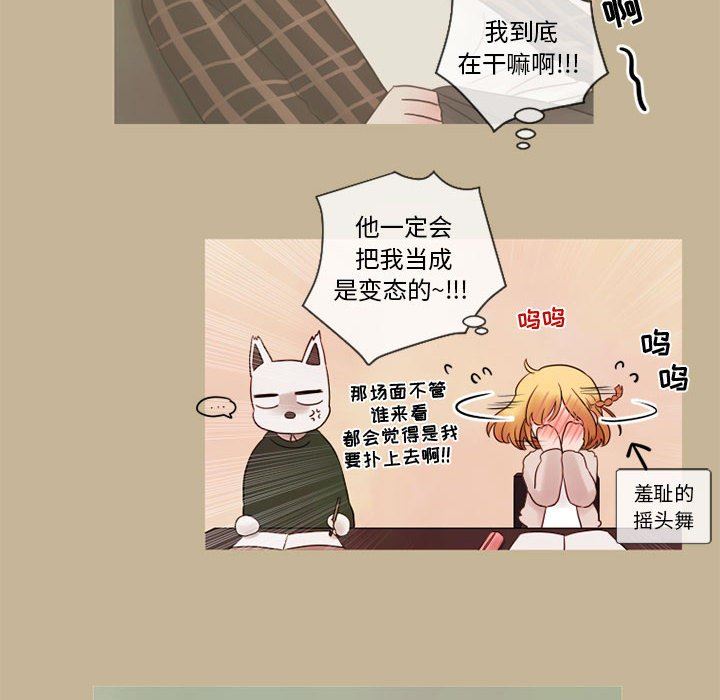 啊
我到底
在干嘛啊!!!
他一定会
把我当成
是变态的~!!!
呜呜
呜
呜
...
那场面不管
谁来看
都会觉得是我
要扑上去啊!!
羞耻的
摇头舞